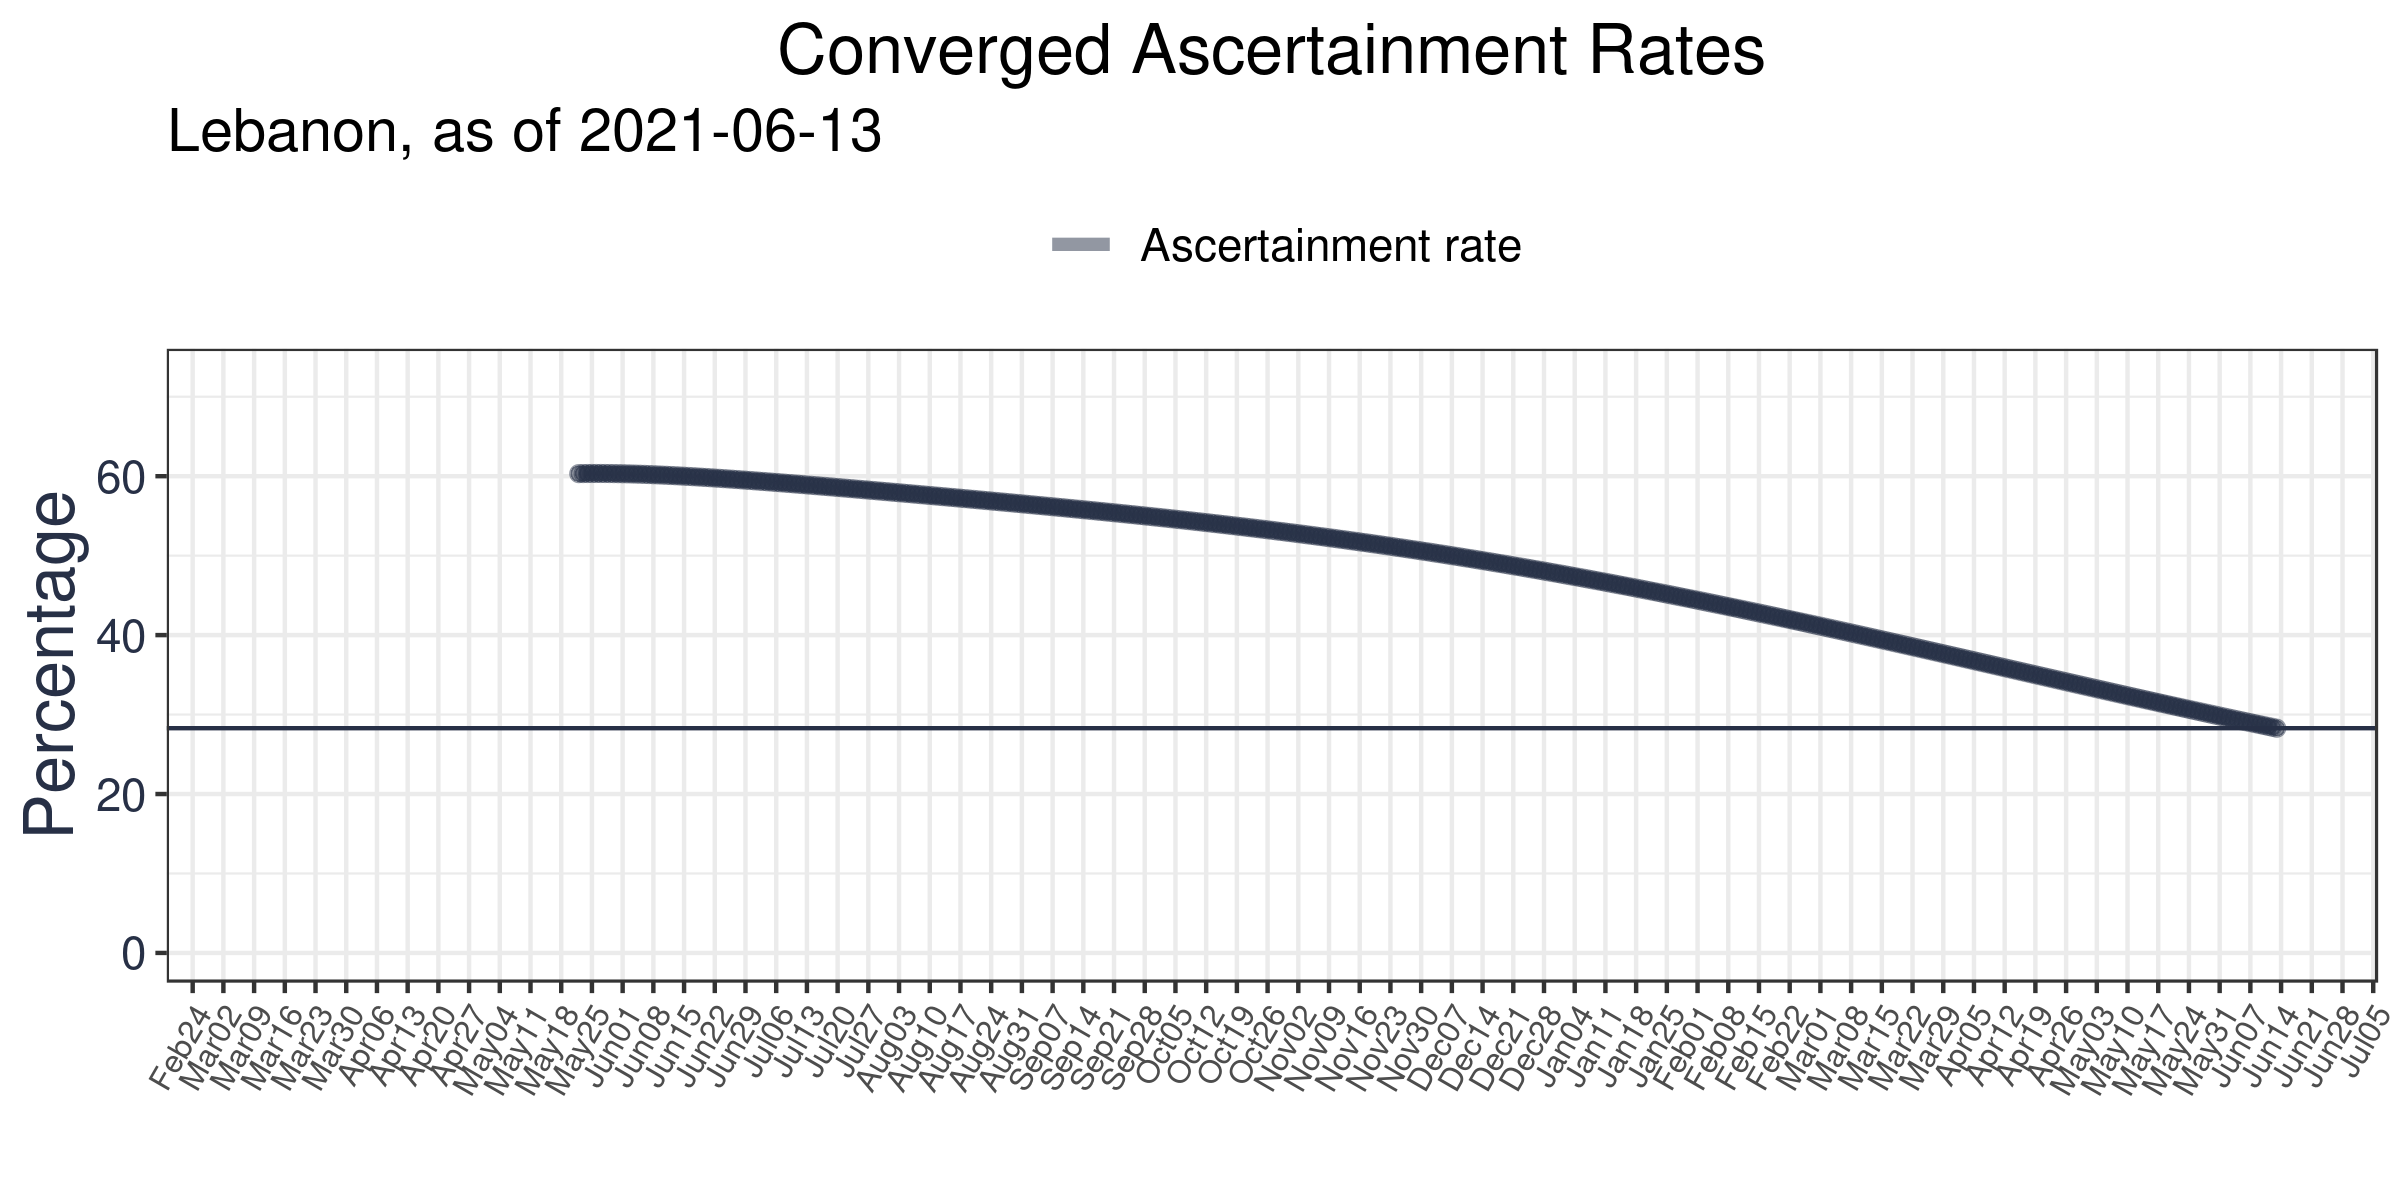 Converged Ascertainment Rates
Lebanon, as of 2021-06-13
Ascertainment rate
Percentage
60
40
20
0
Feb24
Mar02
Mar09
Mar16
Mar23
Mar30
Apr06
Apr13
Apr20
Apr27
May04
May11
May18
May25
Jun01
Jun08
Jun15
Jun22
Jun29
Jul06
Jul13
Jul20
Jul27
Aug03
Aug10
Aug17
Aug24
Aug31
Sep07
Sep14
Sep21
Sep28
Oct05
Oct12
Oct19
Oct26
Nov02
Nov09
Nov16
Nov23
Nov30
Dec07
Dec14
Dec21
Dec28
Jan04
Jan11
Jan18
Jan25
Feb01
Feb08
Feb15
Feb22
Mar01
Mar08
Mar15
Mar22
Mar29
Apr05
Apr12
Apr19
Apr26
May03
May10
May17
May24
May31
Jun07
Jun14
Jun21
Jun28
Jul05